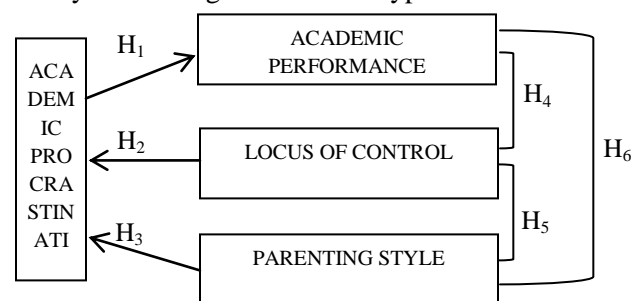 ACADEMIC
PERFORMANCE
H1
ACA
DEM
IC
PRO
CRA
STIN
ATI
H4
H2
LOCUS OF CONTROL
H6
H5
H3
PARENTING STYLE